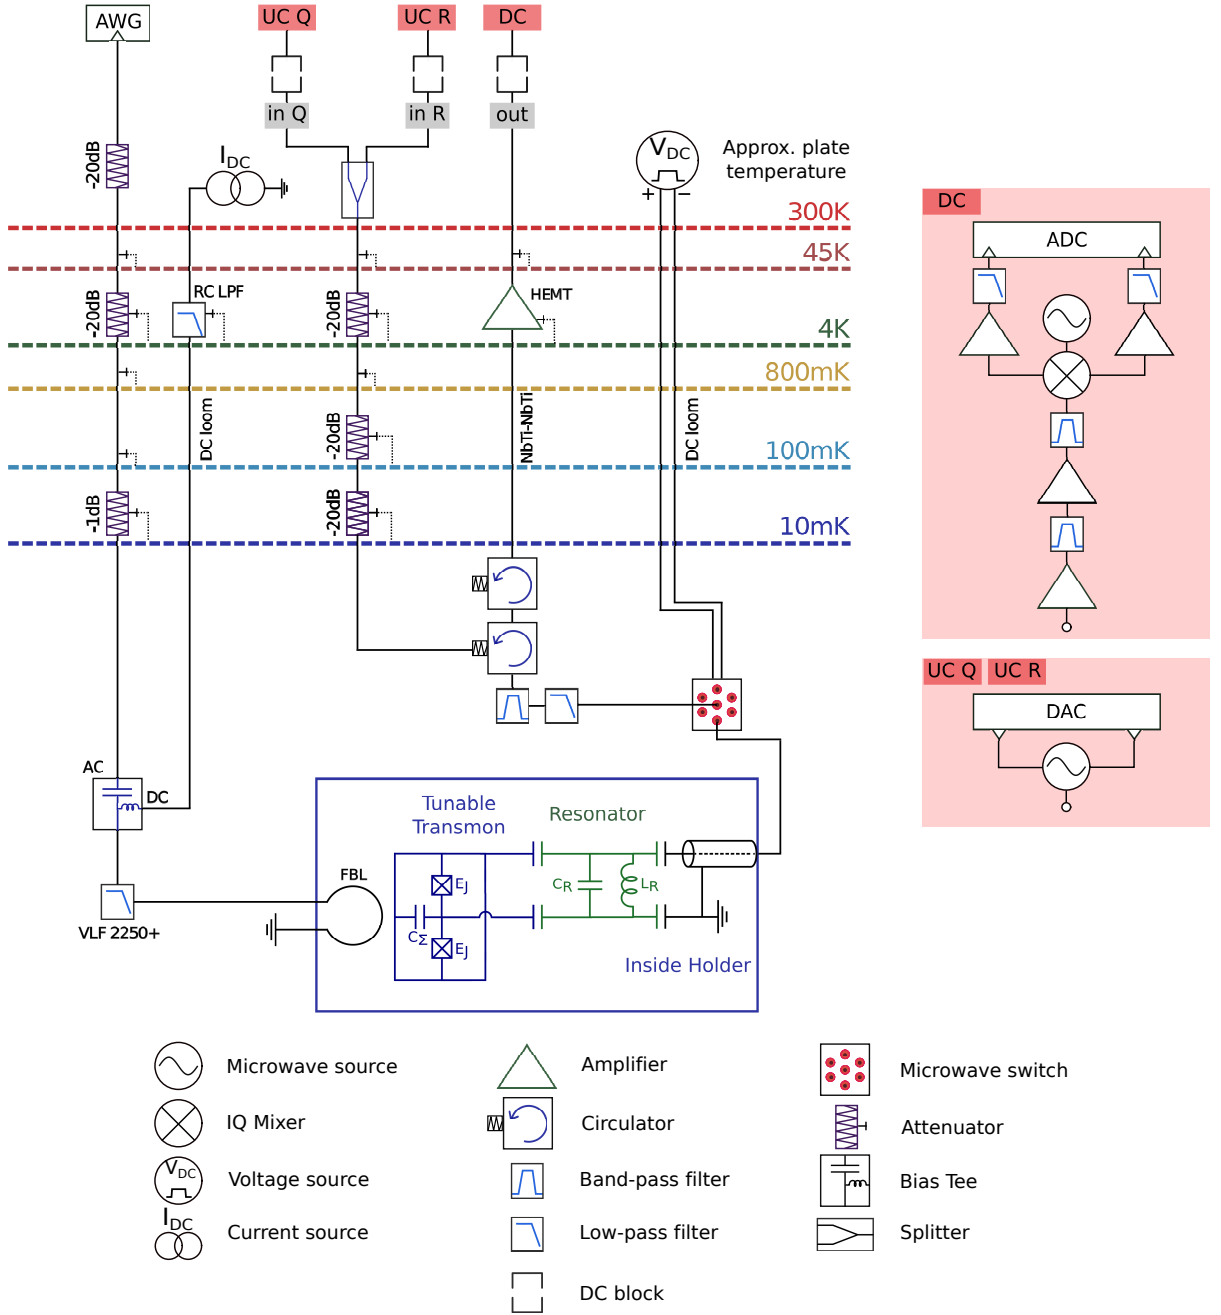 AWG
UC Q
UC R
DC
in Q
in R
out
-20dB
IDC
VDC
+
−
Approx. plate
temperature
300K
45K
-20dB
RC LPF
-20dB
HEMT
4K
800mK
DC loom
-20dB
NbTi-NbTi
DC loom
100mK
-1dB
-20dB
10mK
AC
DC
VLF 2250+
FBL
Tunable
Transmon
Resonator
EJ
CΣ
EJ
CR
LR
Inside Holder
DC
ADC
UC Q
UC R
DAC
Microwave source
IQ Mixer
VDC
Voltage source
IDC
Current source
Amplifier
Circulator
Band-pass filter
Low-pass filter
DC block
Microwave switch
Attenuator
Bias Tee
Splitter